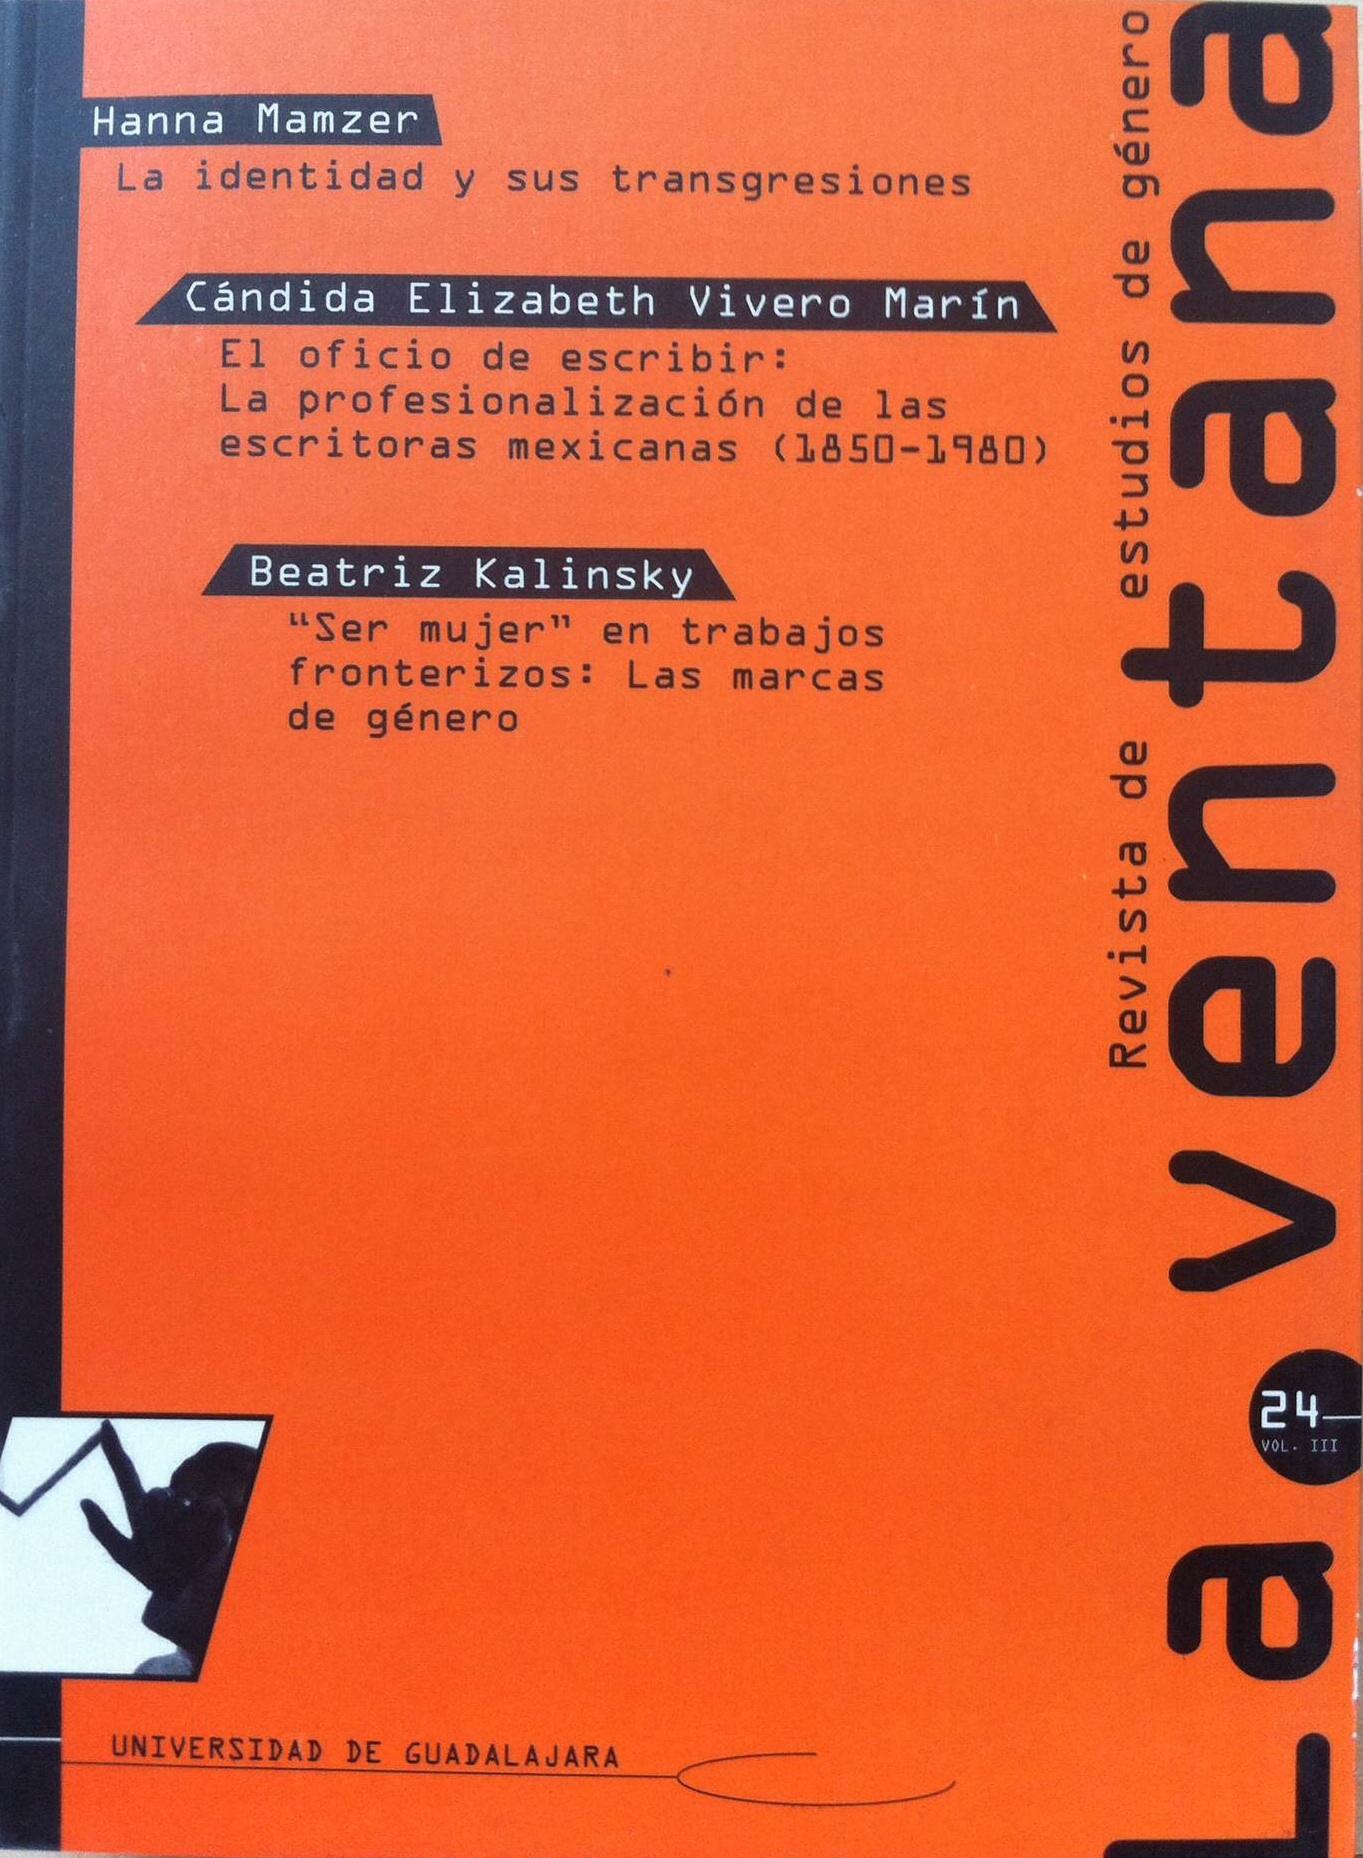 Hanna Mamzer
La identidad y sus transgresiones
Cándida Elizabeth Vivero Marín
El oficio de escribir:
La profesionalización de las
escritoras mexicanas (1850-1980)
Beatriz Kalinsky
“Ser mujer” en trabajos
fronterizos: Las marcas
de género
Revista de estudios de género
La ventana
24
VOL. III
UNIVERSIDAD DE GUADALAJARA